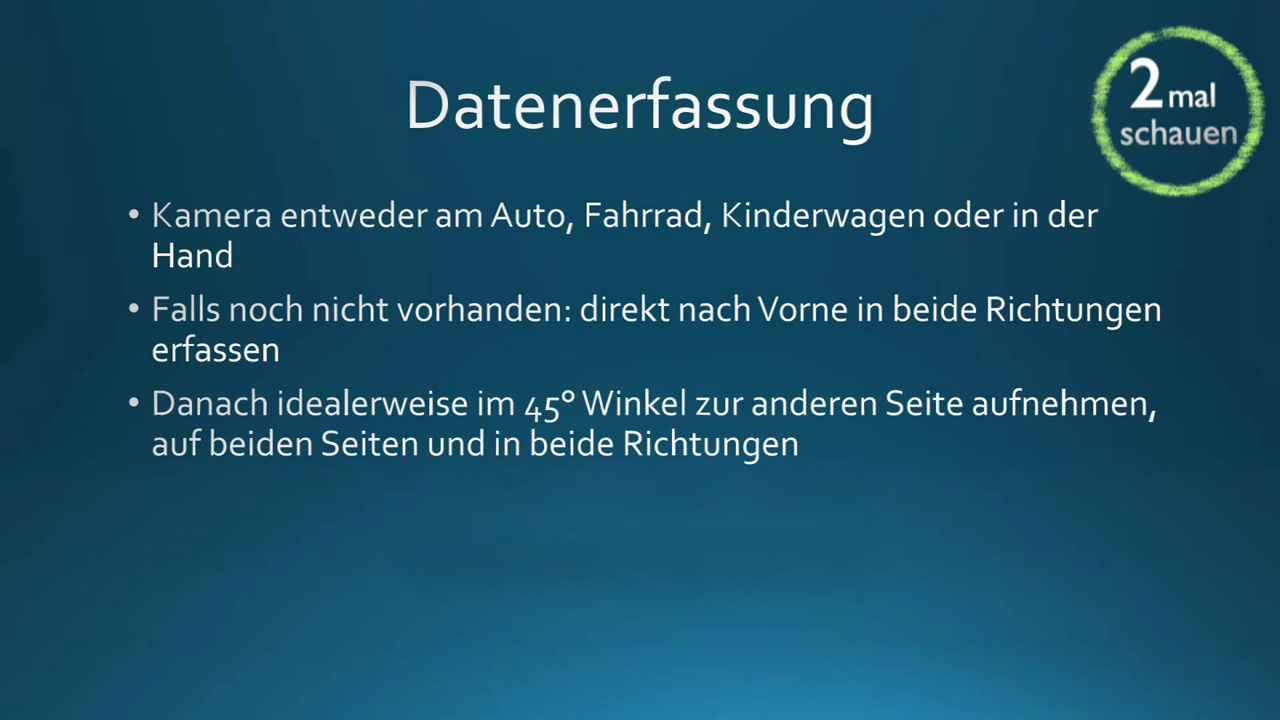 Datenerfassung
2 mal
schauen
• Kamera entweder am Auto, Fahrrad, Kinderwagen oder in der
Hand
• Falls noch nicht vorhanden: direkt nach Vorne in beide Richtungen
erfassen
• Danach idealerweise im 45° Winkel zur anderen Seite aufnehmen,
auf beiden Seiten und in beide Richtungen